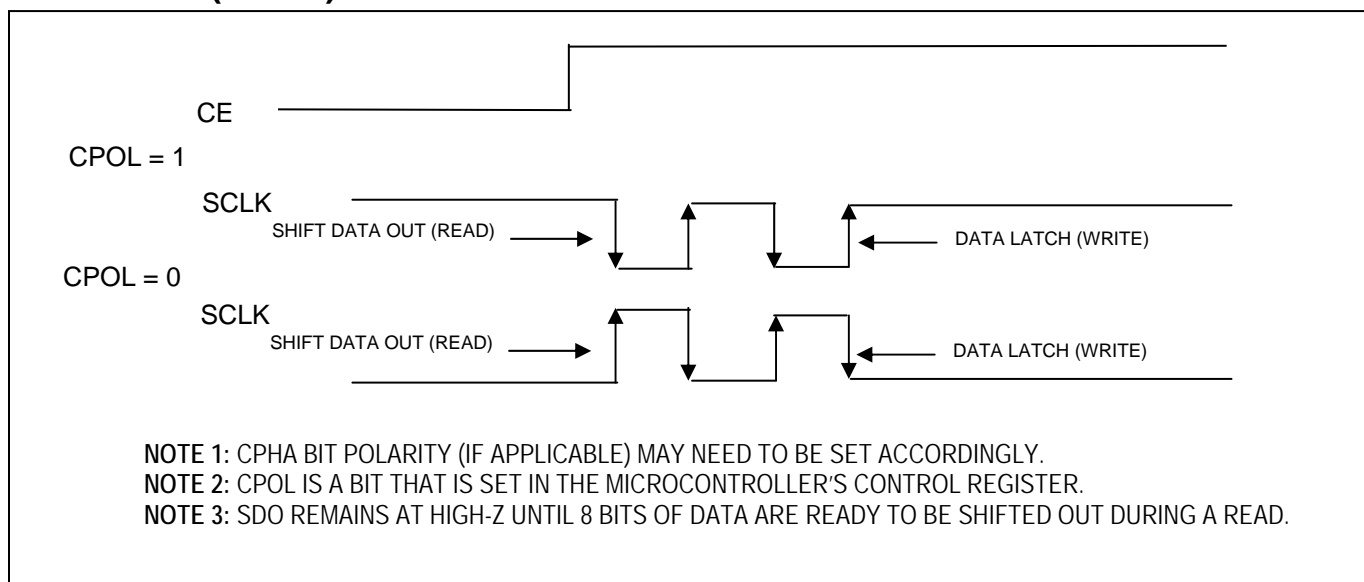 CE
CPOL = 1
SCLK
SHIFT DATA OUT (READ)
DATA LATCH (WRITE)
CPOL = 0
SCLK
SHIFT DATA OUT (READ)
DATA LATCH (WRITE)
NOTE 1: CPHA BIT POLARITY (IF APPLICABLE) MAY NEED TO BE SET ACCORDINGLY.
NOTE 2: CPOL IS A BIT THAT IS SET IN THE MICROCONTROLLER'S CONTROL REGISTER.
NOTE 3: SDO REMAINS AT HIGH-Z UNTIL 8 BITS OF DATA ARE READY TO BE SHIFTED OUT DURING A READ.